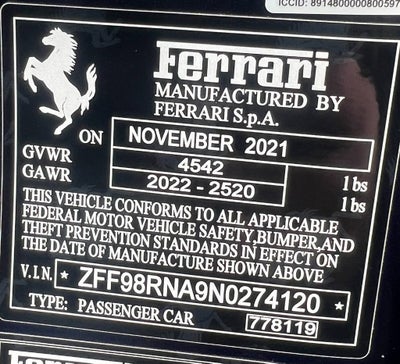 ICCID: 8914800000800597
Ferrari
MANUFACTURED BY
FERRARI S.p.A.
ON NOVEMBER 2021
GVWR 4542 lbs
GAWR 2022 - 2520 lbs
THIS VEHICLE CONFORMS TO ALL APPLICABLE
FEDERAL MOTOR VEHICLE SAFETY,BUMPER,AND
THEFT PREVENTION STANDARDS IN EFFECT ON
THE DATE OF MANUFACTURE SHOWN ABOVE
V.I.N. * ZFF98RNA9N0274120 *
TYPE: PASSENGER CAR 778119
Ferrari